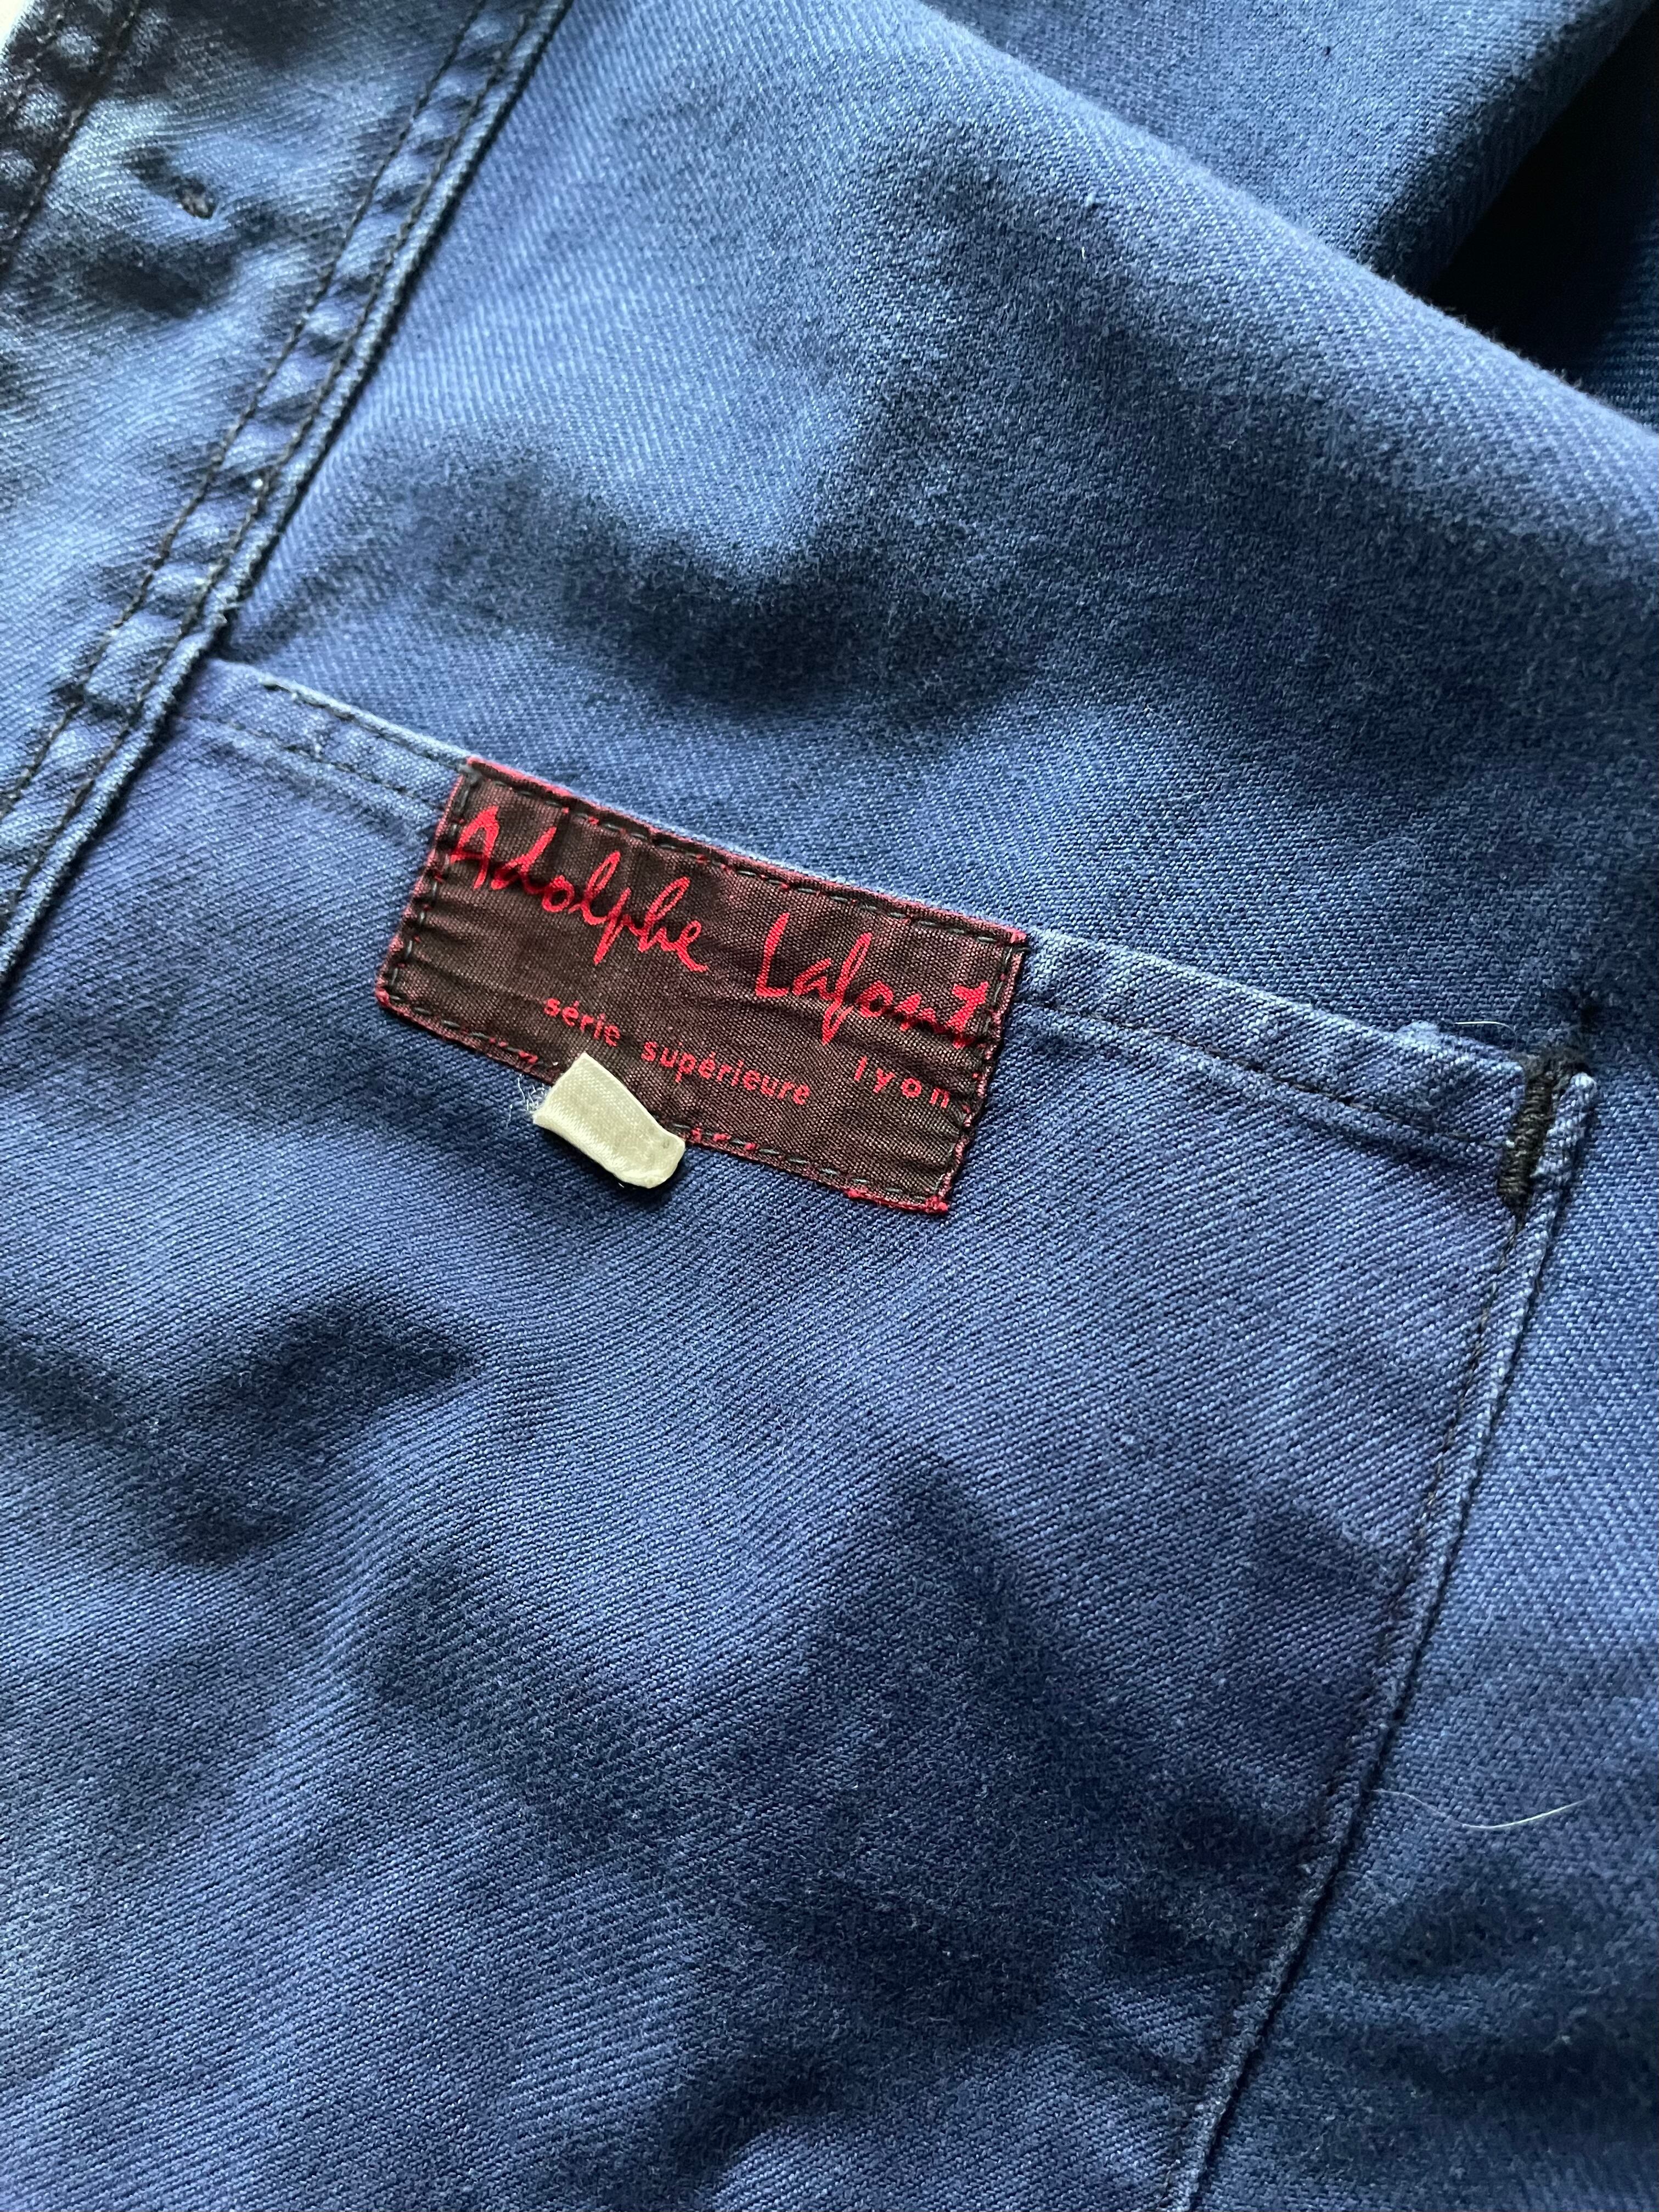 Adolphe Lafont
lyon
série supérieure